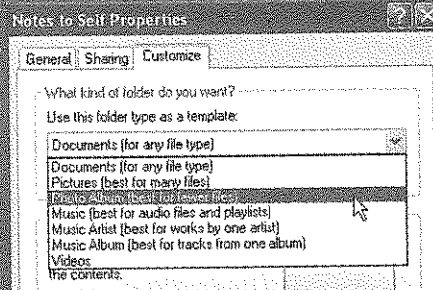 Notes to Self Properties
General Sharing Customize
What kind of folder do you want?
Use this folder type as a template:
Documents (for any file type)
Documents (for any file type)
Pictures (best for many files)
Photo Album (best for fewer files)
Music (best for audio files and playlists)
Music Artist (best for works by one artist)
Music Album (best for tracks from one album)
Videos
the contents.